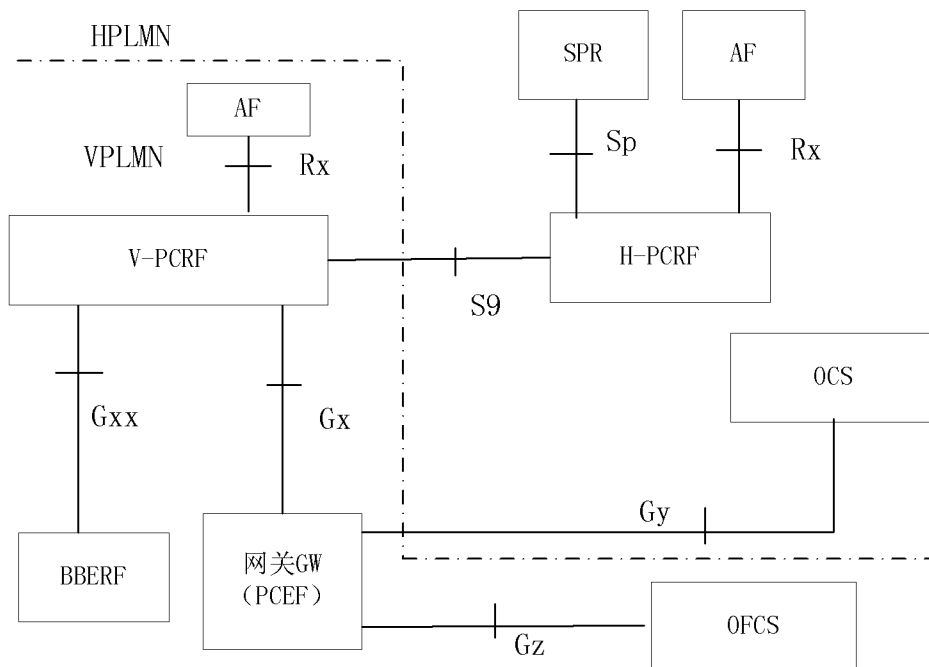 HPLMN
SPR
AF
AF
Sp
Rx
VPLMN
Rx
V-PCRF
H-PCRF
S9
OCS
Gxx
Gx
Gy
BBERF
网关GW
（PCEF）
OFCS
Gz